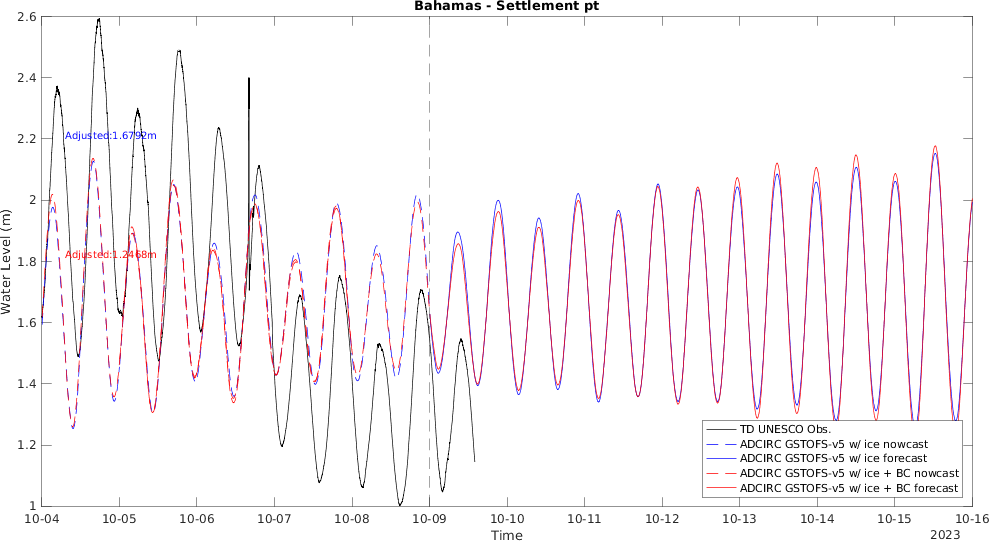 Bahamas - Settlement pt
2.6
2.4
2.2
2
1.8
1.6
1.4
1.2
1
Water Level (m)
Adjusted:1.6792m
Adjusted:1.2468m
TD UNESCO Obs.
ADCIRC GSTOFS-v5 w/ ice nowcast
ADCIRC GSTOFS-v5 w/ ice forecast
ADCIRC GSTOFS-v5 w/ ice + BC nowcast
ADCIRC GSTOFS-v5 w/ ice + BC forecast
10-04 10-05 10-06 10-07 10-08 10-09 10-10 10-11 10-12 10-13 10-14 10-15 10-16
Time
2023